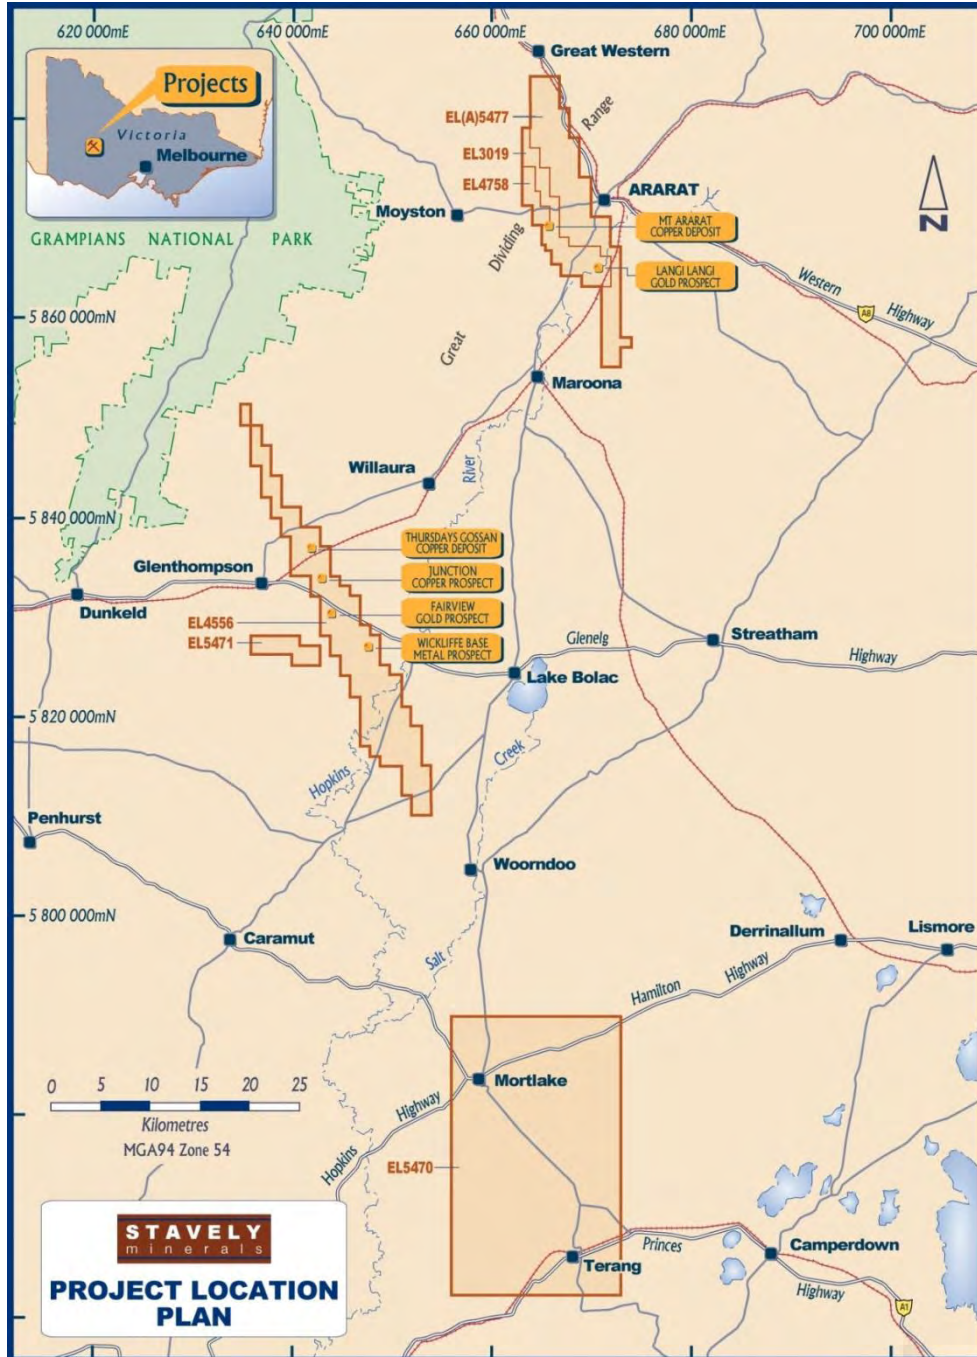 620 000mE
640 000mE
660 000mE
680 000mE
700 000mE
Great Western
Projects
Victoria
Melbourne
EL(A)5477
Range
EL3019
EL4758
ARARAT
Moyston
MT ARARAT
COPPER DEPOSIT
N
GRAMPIANS NATIONAL PARK
Dividing
LANGI LANGI
GOLD PROSPECT
Western
Highway
A8
5 860 000mN
Great
Maroona
Willaura
River
5 840 000mN
THURSDAYS GOSSAN
COPPER DEPOSIT
Glenthompson
JUNCTION
COPPER PROSPECT
Dunkeld
FAIRVIEW
GOLD PROSPECT
EL4556
EL5471
WICKLIFFE BASE
METAL PROSPECT
Glenelg
Streatham
Highway
Lake Bolac
5 820 000mN
Creek
Hopkins
Penhurst
Woorndoo
5 800 000mN
Caramut
Derrinallum
Lismore
Salt
Highway
Hamilton
0 5 10 15 20 25
Kilometres
MGA94 Zone 54
Mortlake
Highway
Hopkins
EL5470
STAVELY
minerals
PROJECT LOCATION
PLAN
Princes
Camperdown
Terang
Highway
A1